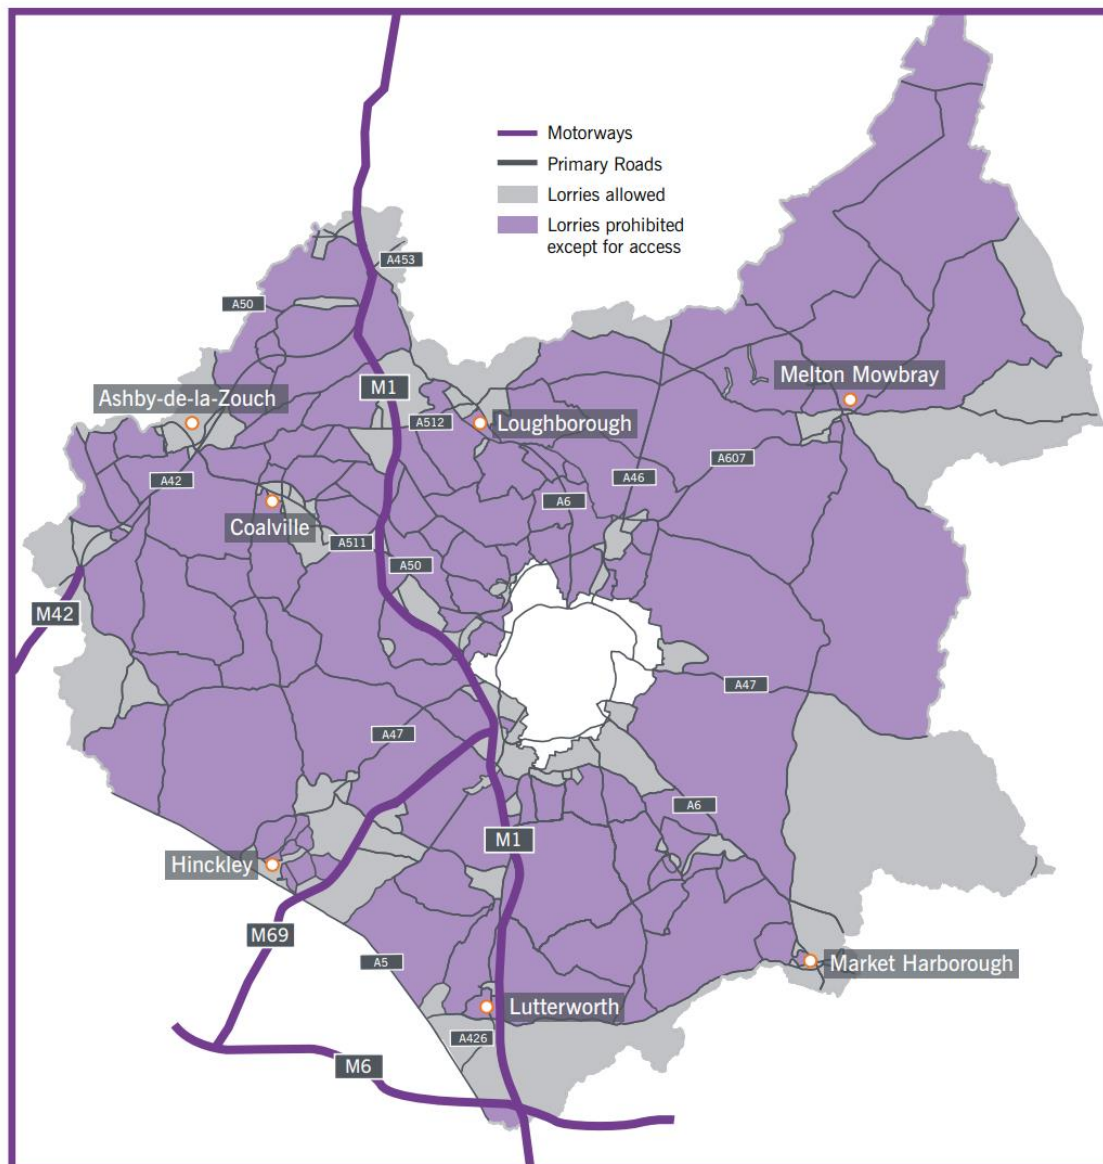 Motorways
Primary Roads
Lorries allowed
Lorries prohibited
except for access
A453
A50
M1
Melton Mowbray
Ashby-de-la-Zouch
A512
Loughborough
A607
A42
A46
A6
Coalville
A511
A50
M42
A47
A47
A6
M1
Hinckley
M69
A5
Market Harborough
Lutterworth
A426
M6